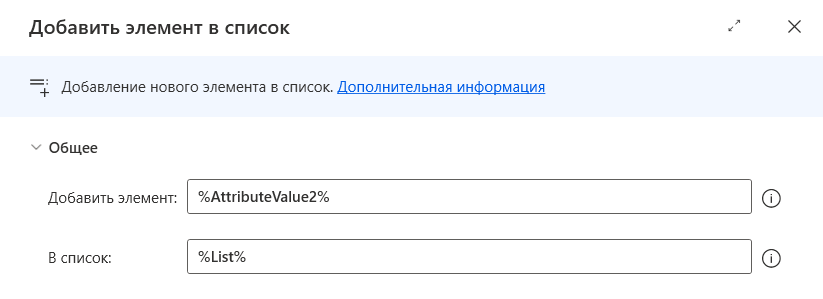 Добавить элемент в список
Добавление нового элемента в список. Дополнительная информация
Общее
Добавить элемент: %AttributeValue2%
В список: %List%